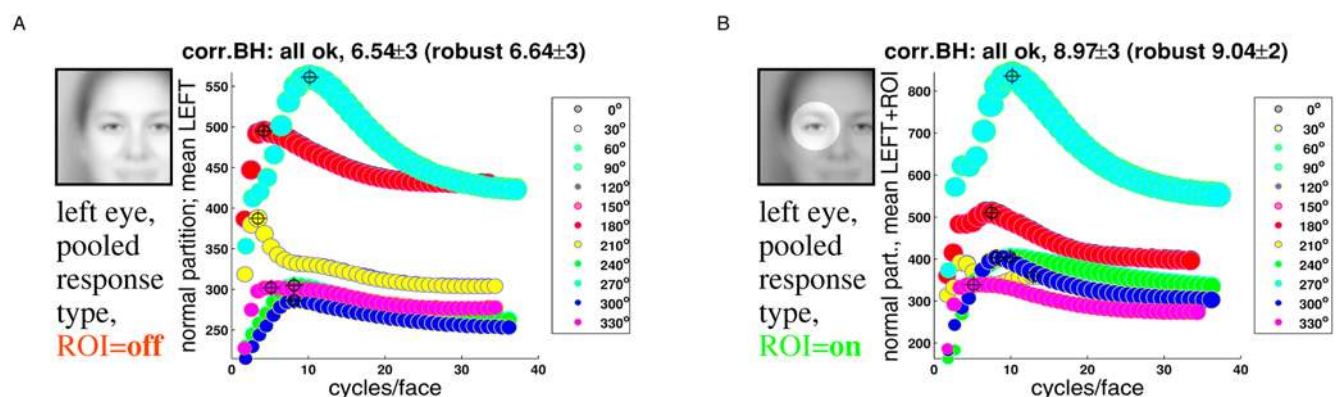 A
corr.BH: all ok, 6.54±3 (robust 6.64±3)
normal partition; mean LEFT
550
500
450
400
350
300
250
0
10
20
30
40
cycles/face
0°
30°
60°
90°
120°
150°
180°
210°
240°
270°
300°
330°
left eye,
pooled
response
type,
ROI=off
B
corr.BH: all ok, 8.97±3 (robust 9.04±2)
normal part., mean LEFT+ROI
800
700
600
500
400
300
200
0
10
20
30
40
cycles/face
0°
30°
60°
90°
120°
150°
180°
210°
240°
270°
300°
330°
left eye,
pooled
response
type,
ROI=on